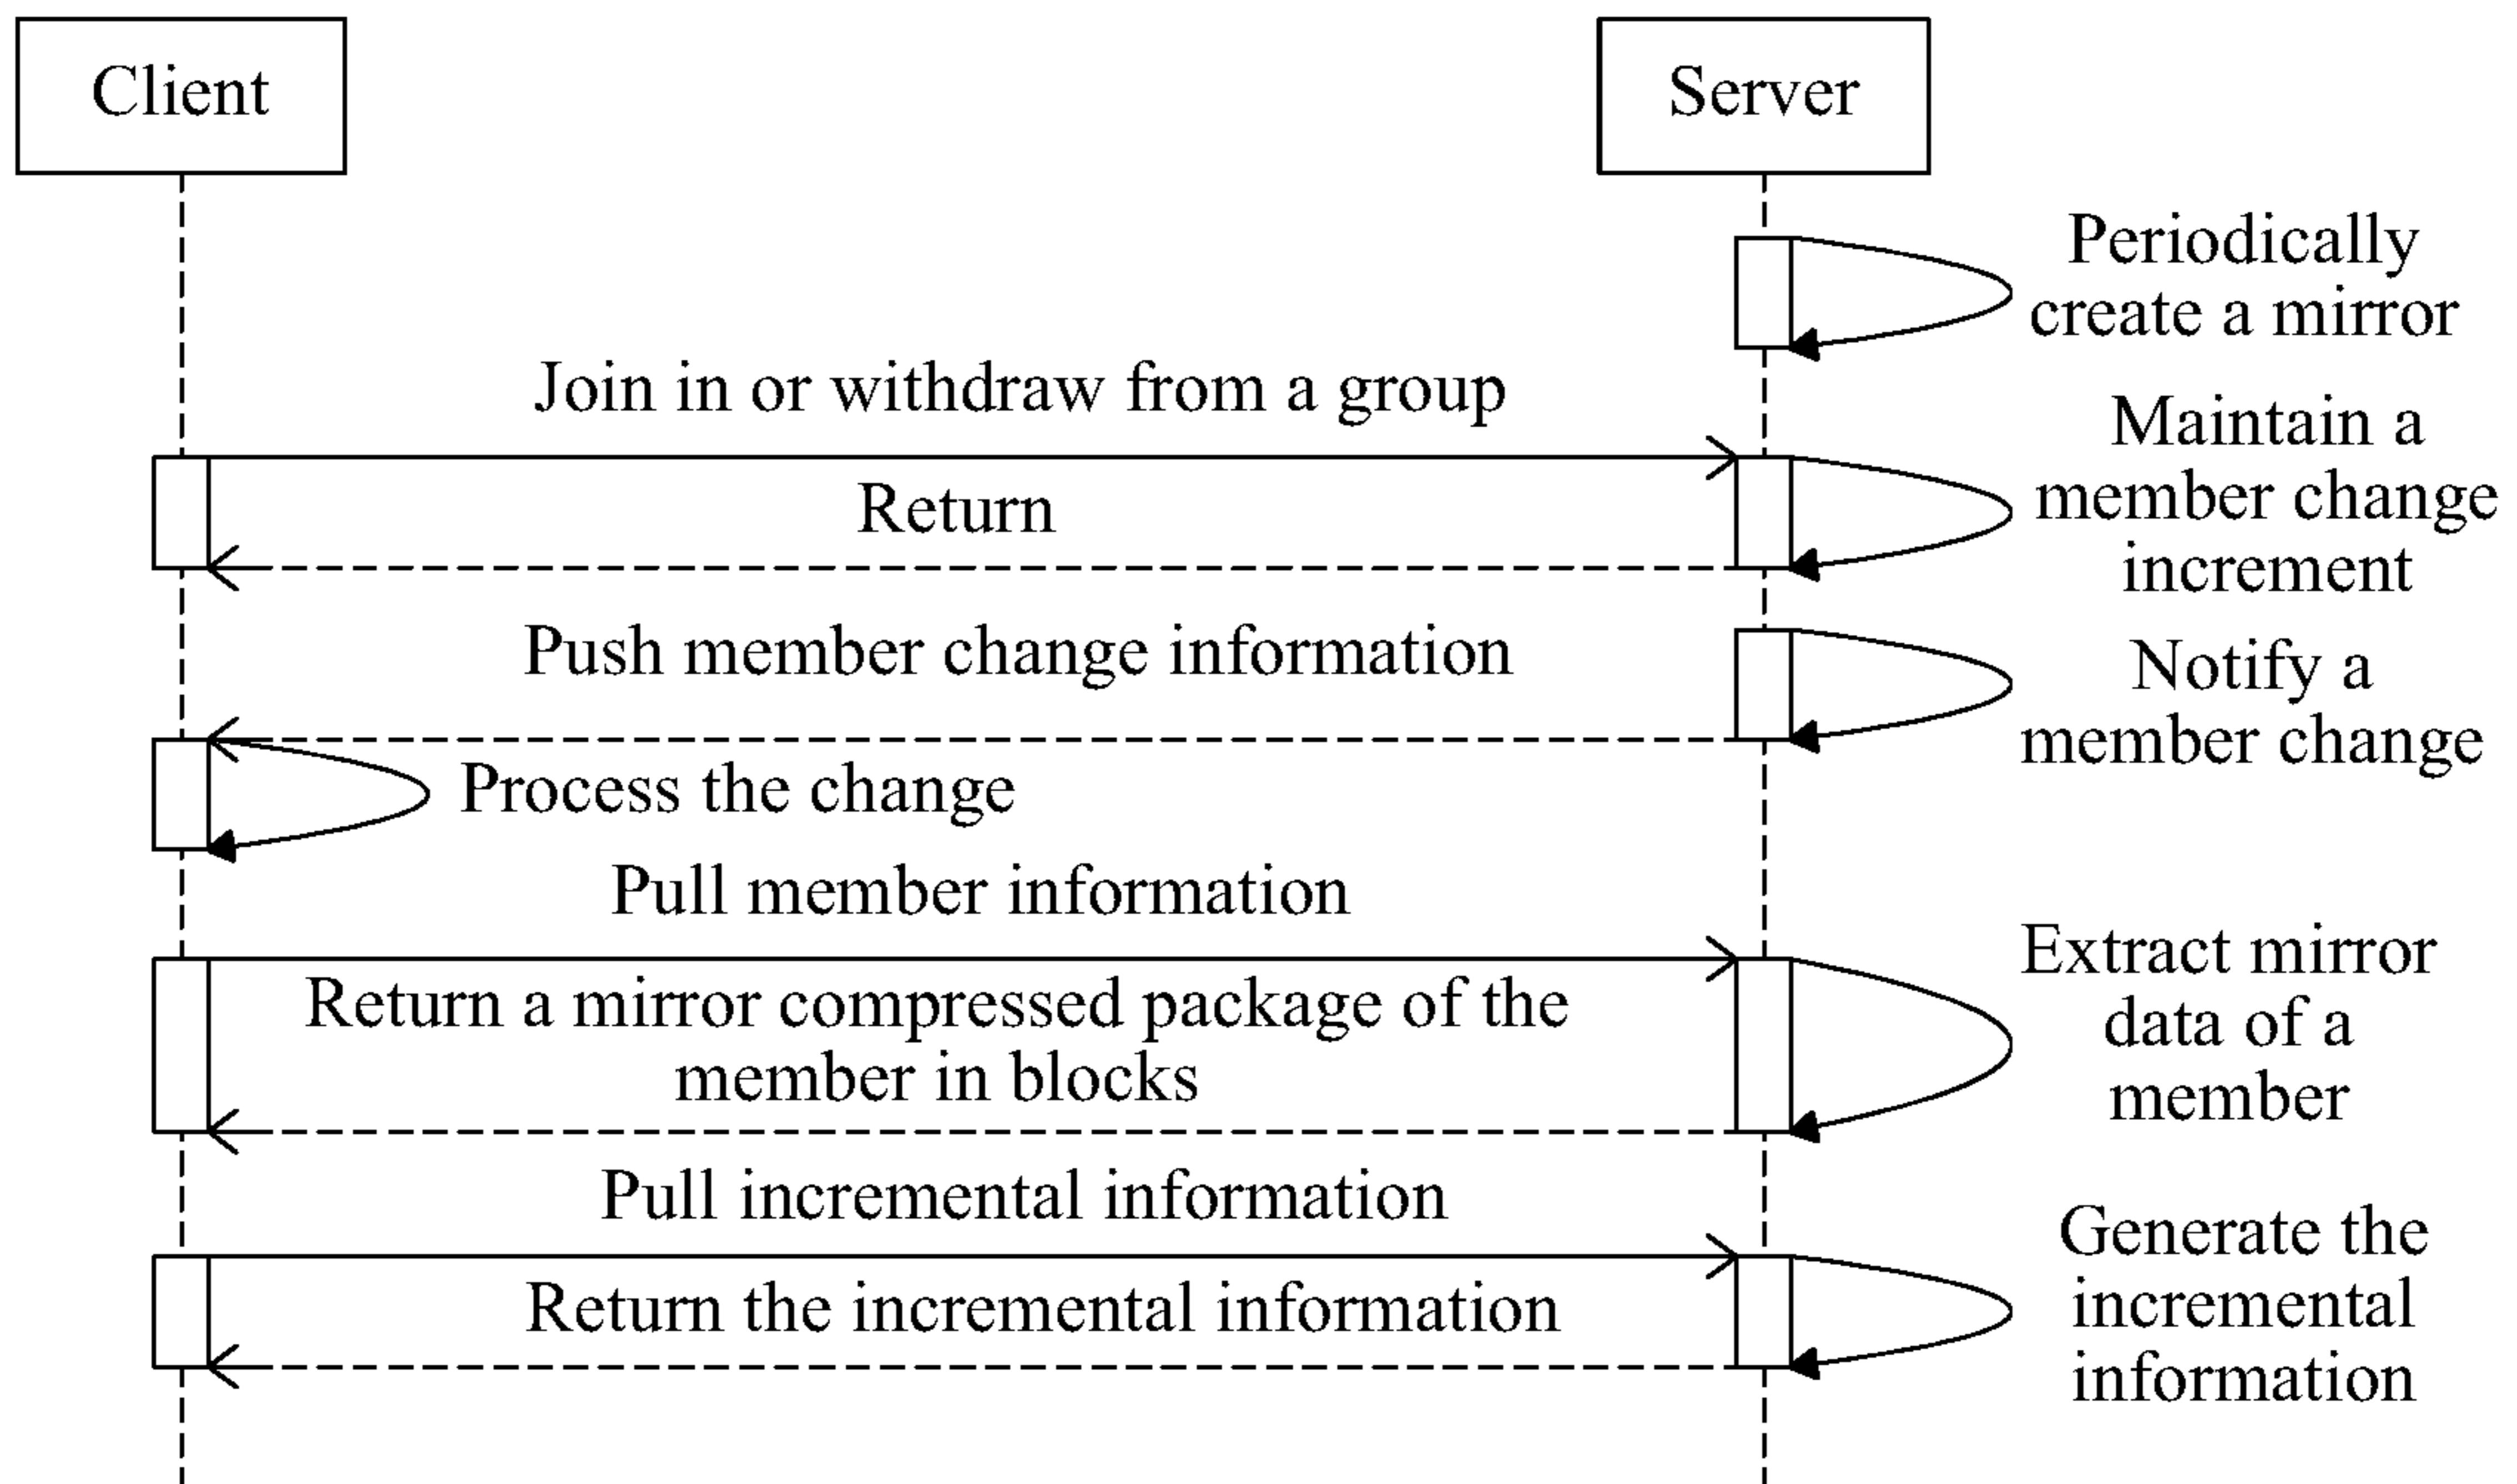 Client
Server
Periodically
create a mirror
Join in or withdraw from a group
Maintain a
member change
increment
Return
Push member change information
Notify a
member change
Process the change
Pull member information
Extract mirror
data of a
member
Return a mirror compressed package of the
member in blocks
Pull incremental information
Generate the
incremental
information
Return the incremental information